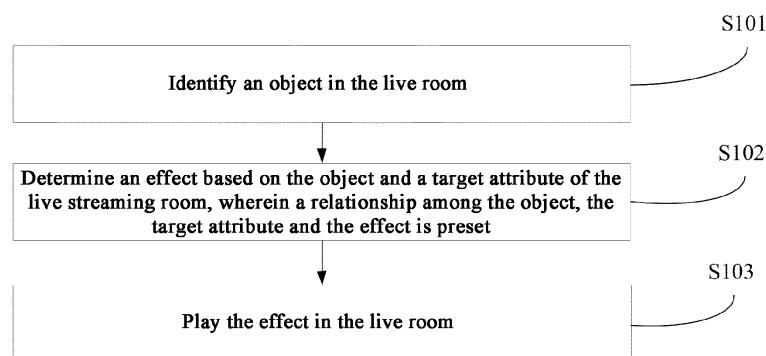 S101
Identify an object in the live room
S102
Determine an effect based on the object and a target attribute of the
live streaming room, wherein a relationship among the object, the
target attribute and the effect is preset
S103
Play the effect in the live room